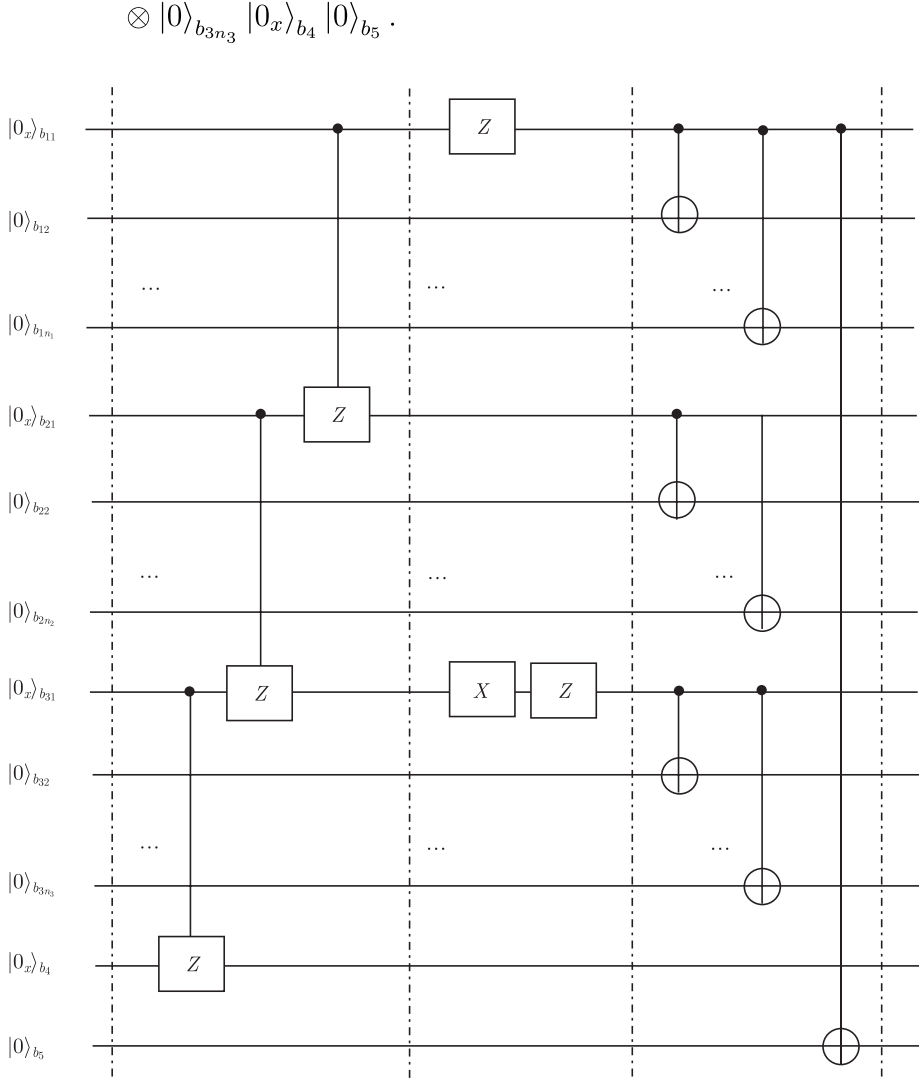 ⊗ |0⟩_{b_{3n_3}} |0_x⟩_{b_4} |0⟩_{b_5} .
|0_x⟩_{b_{11}} Z
|0⟩_{b_{12}}
... ... ...
|0⟩_{b_{1n_1}}
|0_x⟩_{b_{21}} Z
|0⟩_{b_{22}}
... ... ...
|0⟩_{b_{2n_2}}
|0_x⟩_{b_{31}} Z X Z
|0⟩_{b_{32}}
... ... ...
|0⟩_{b_{3n_3}}
|0_x⟩_{b_4} Z
|0⟩_{b_5}